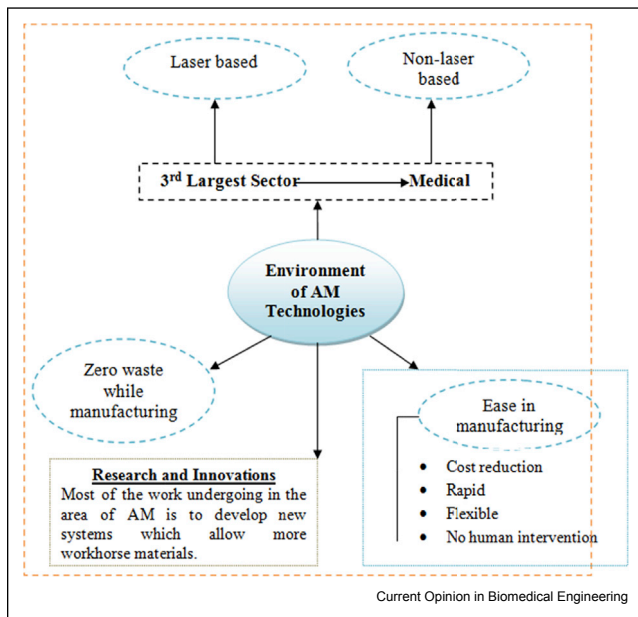 Laser based
Non-laser
based
3rd Largest Sector
Medical
Environment
of AM
Technologies
Zero waste
while
manufacturing
Ease in
manufacturing
• Cost reduction
• Rapid
• Flexible
• No human intervention
Research and Innovations
Most of the work undergoing in the
area of AM is to develop new
systems which allow more
workhorse materials.
Current Opinion in Biomedical Engineering